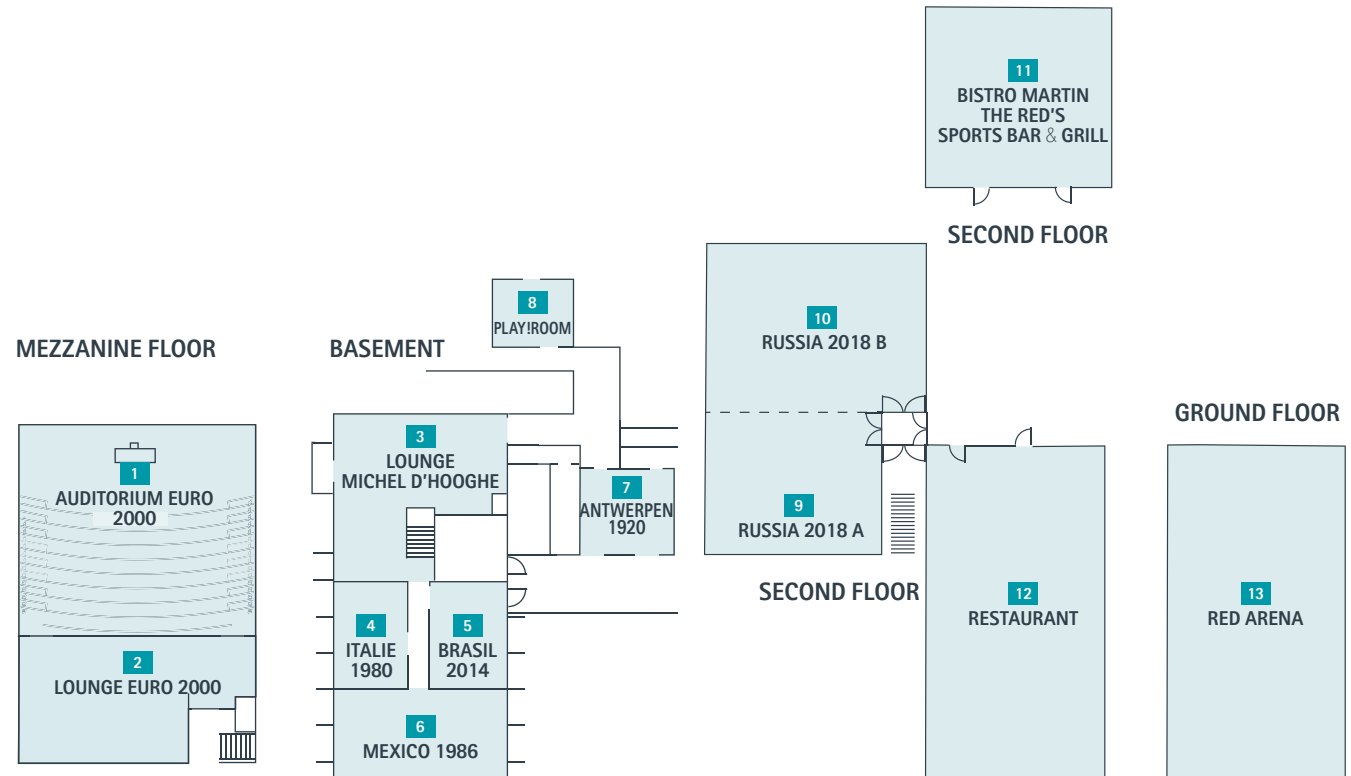 MEZZANINE FLOOR
1
AUDITORIUM EURO
2000
2
LOUNGE EURO 2000
BASEMENT
3
LOUNGE
MICHEL D'HOOGHE
4
ITALIE
1980
5
BRASIL
2014
6
MEXICO 1986
7
ANTWERPEN
1920
8
PLAY!ROOM
10
RUSSIA 2018 B
9
RUSSIA 2018 A
SECOND FLOOR
11
BISTRO MARTIN
THE RED'S
SPORTS BAR & GRILL
SECOND FLOOR
12
RESTAURANT
GROUND FLOOR
13
RED ARENA